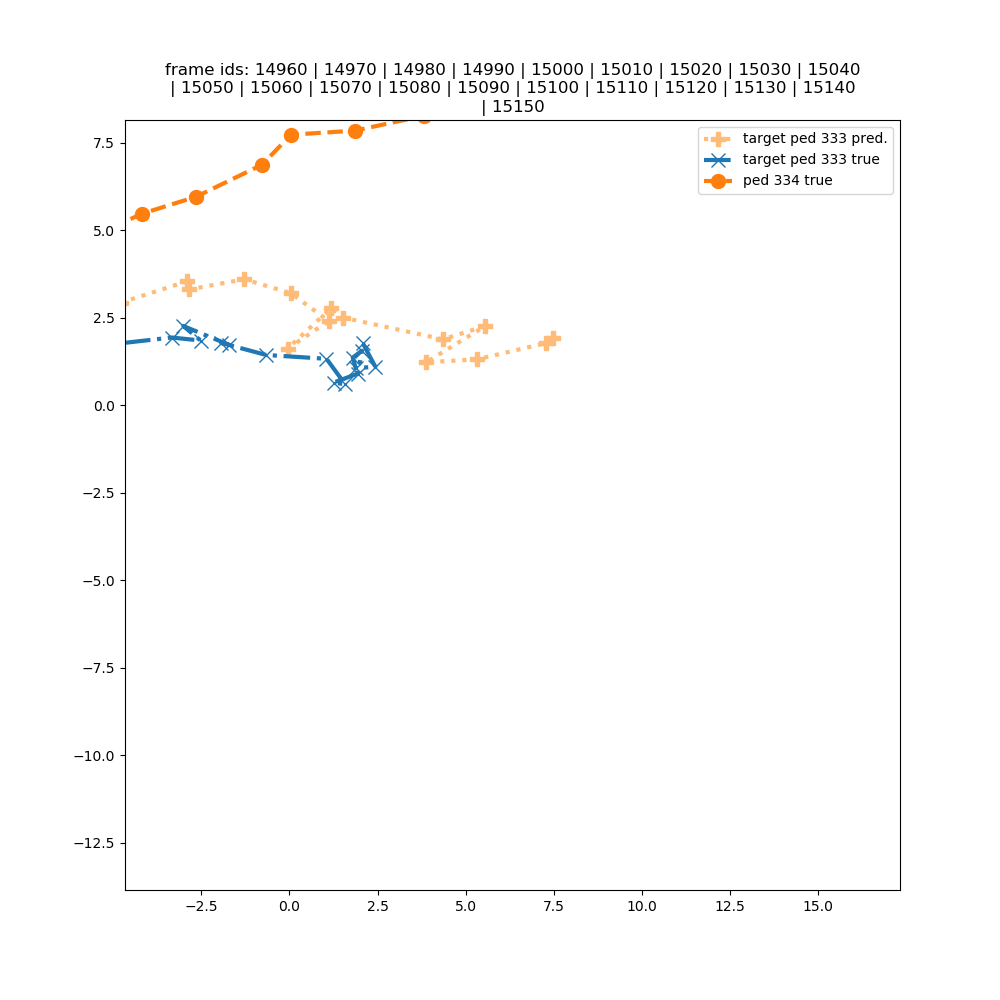 frame ids: 14960 | 14970 | 14980 | 14990 | 15000 | 15010 | 15020 | 15030 | 15040
| 15050 | 15060 | 15070 | 15080 | 15090 | 15100 | 15110 | 15120 | 15130 | 15140
| 15150
target ped 333 pred.
target ped 333 true
ped 334 true
7.5
5.0
2.5
0.0
−2.5
−5.0
−7.5
−10.0
−12.5
−2.5 0.0 2.5 5.0 7.5 10.0 12.5 15.0